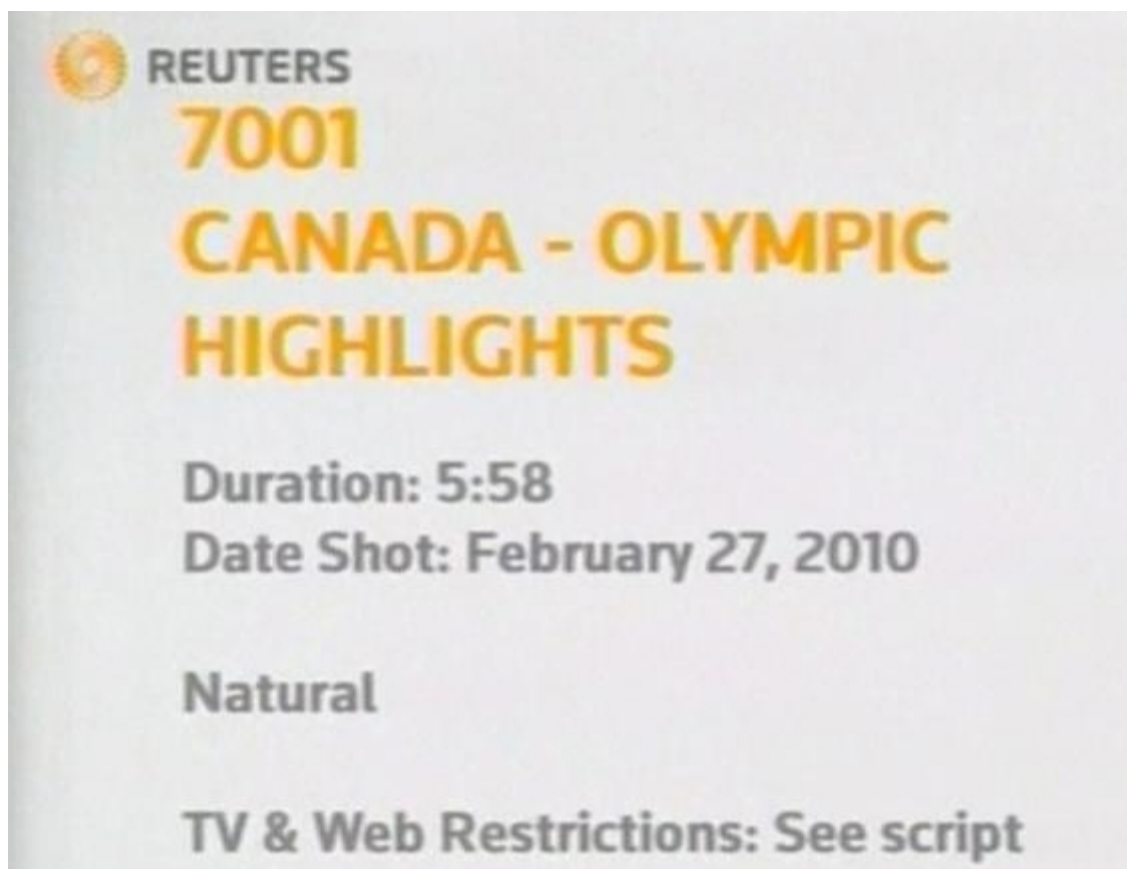 REUTERS
7001
CANADA - OLYMPIC
HIGHLIGHTS
Duration: 5:58
Date Shot: February 27, 2010
Natural
TV & Web Restrictions: See script